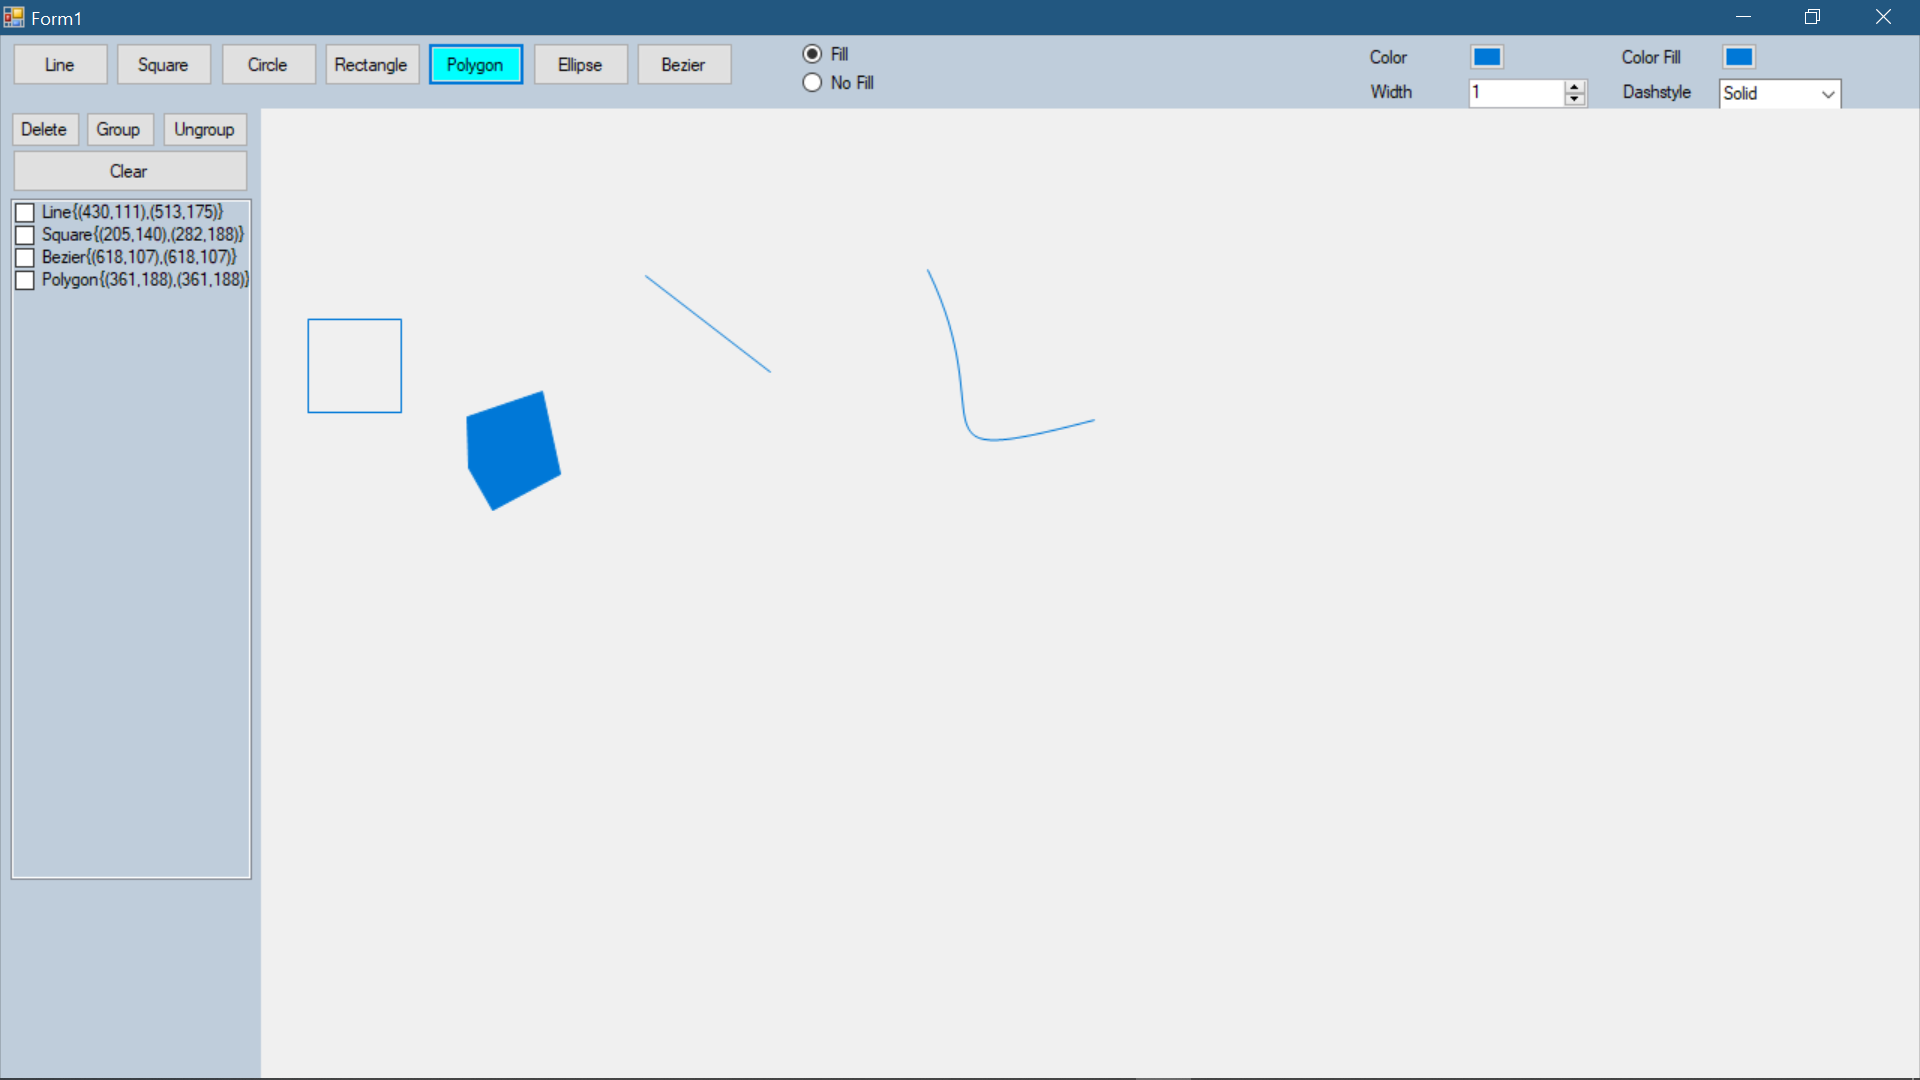 Form1
Line Square Circle Rectangle Polygon Ellipse Bezier
Fill
No Fill
Color
Color Fill
Width 1
Dashstyle Solid
Delete Group Ungroup
Clear
Line{(430,111),(513,175)}
Square{(205,140),(282,188)}
Bezier{(618,107),(618,107)}
Polygon{(361,188),(361,188)}